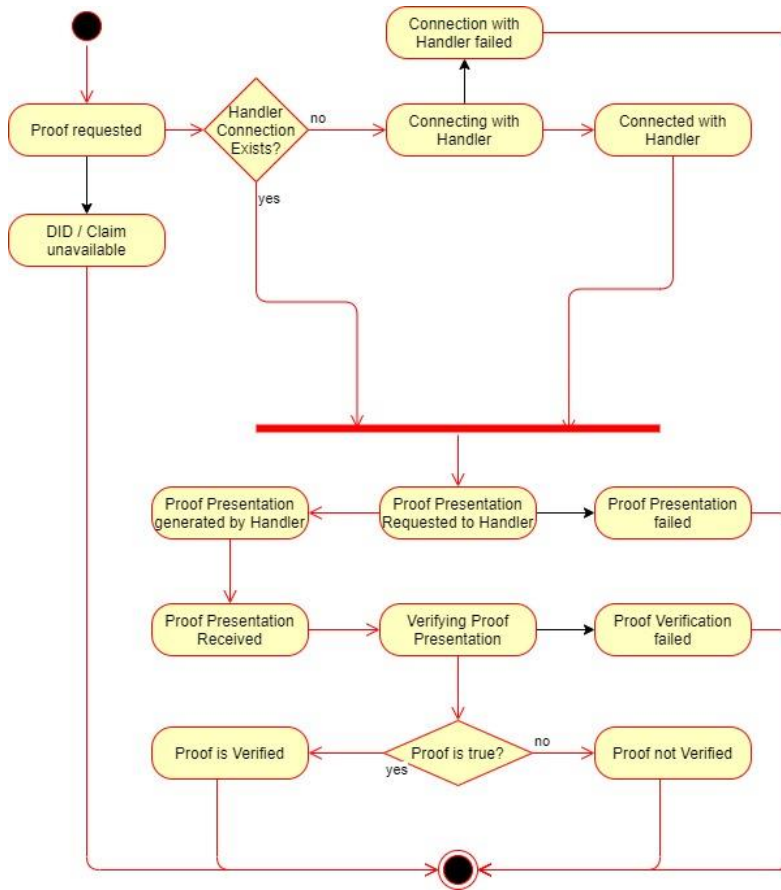 Connection with
Handler failed
Proof requested
Handler
Connection
Exists?
no
Connecting with
Handler
Connected with
Handler
yes
DID / Claim
unavailable
Proof Presentation
generated by Handler
Proof Presentation
Requested to Handler
Proof Presentation
failed
Proof Presentation
Received
Verifying Proof
Presentation
Proof Verification
failed
Proof is Verified
yes
Proof is true?
no
Proof not Verified